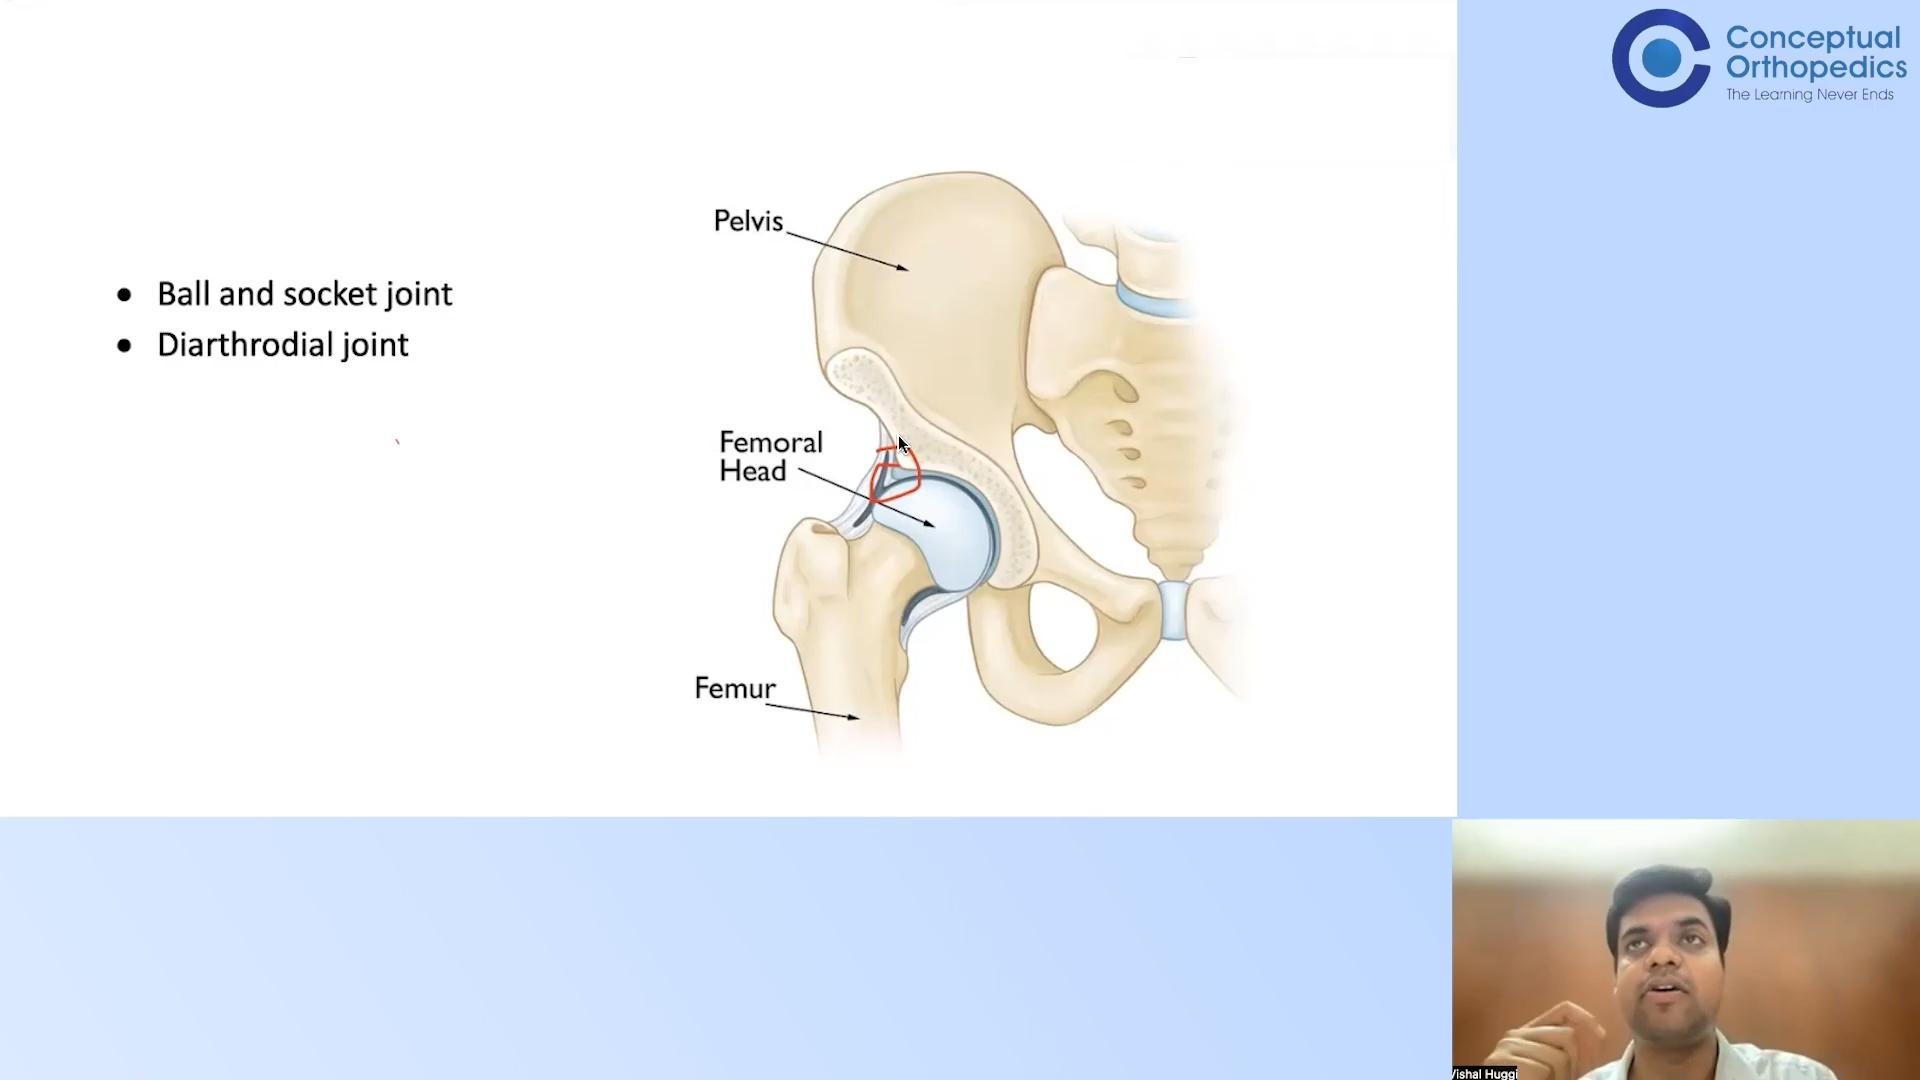 Conceptual
Orthopedics
The Learning Never Ends
Pelvis
• Ball and socket joint
• Diarthrodial joint
Femoral
Head
Femur
Vishal Huggi